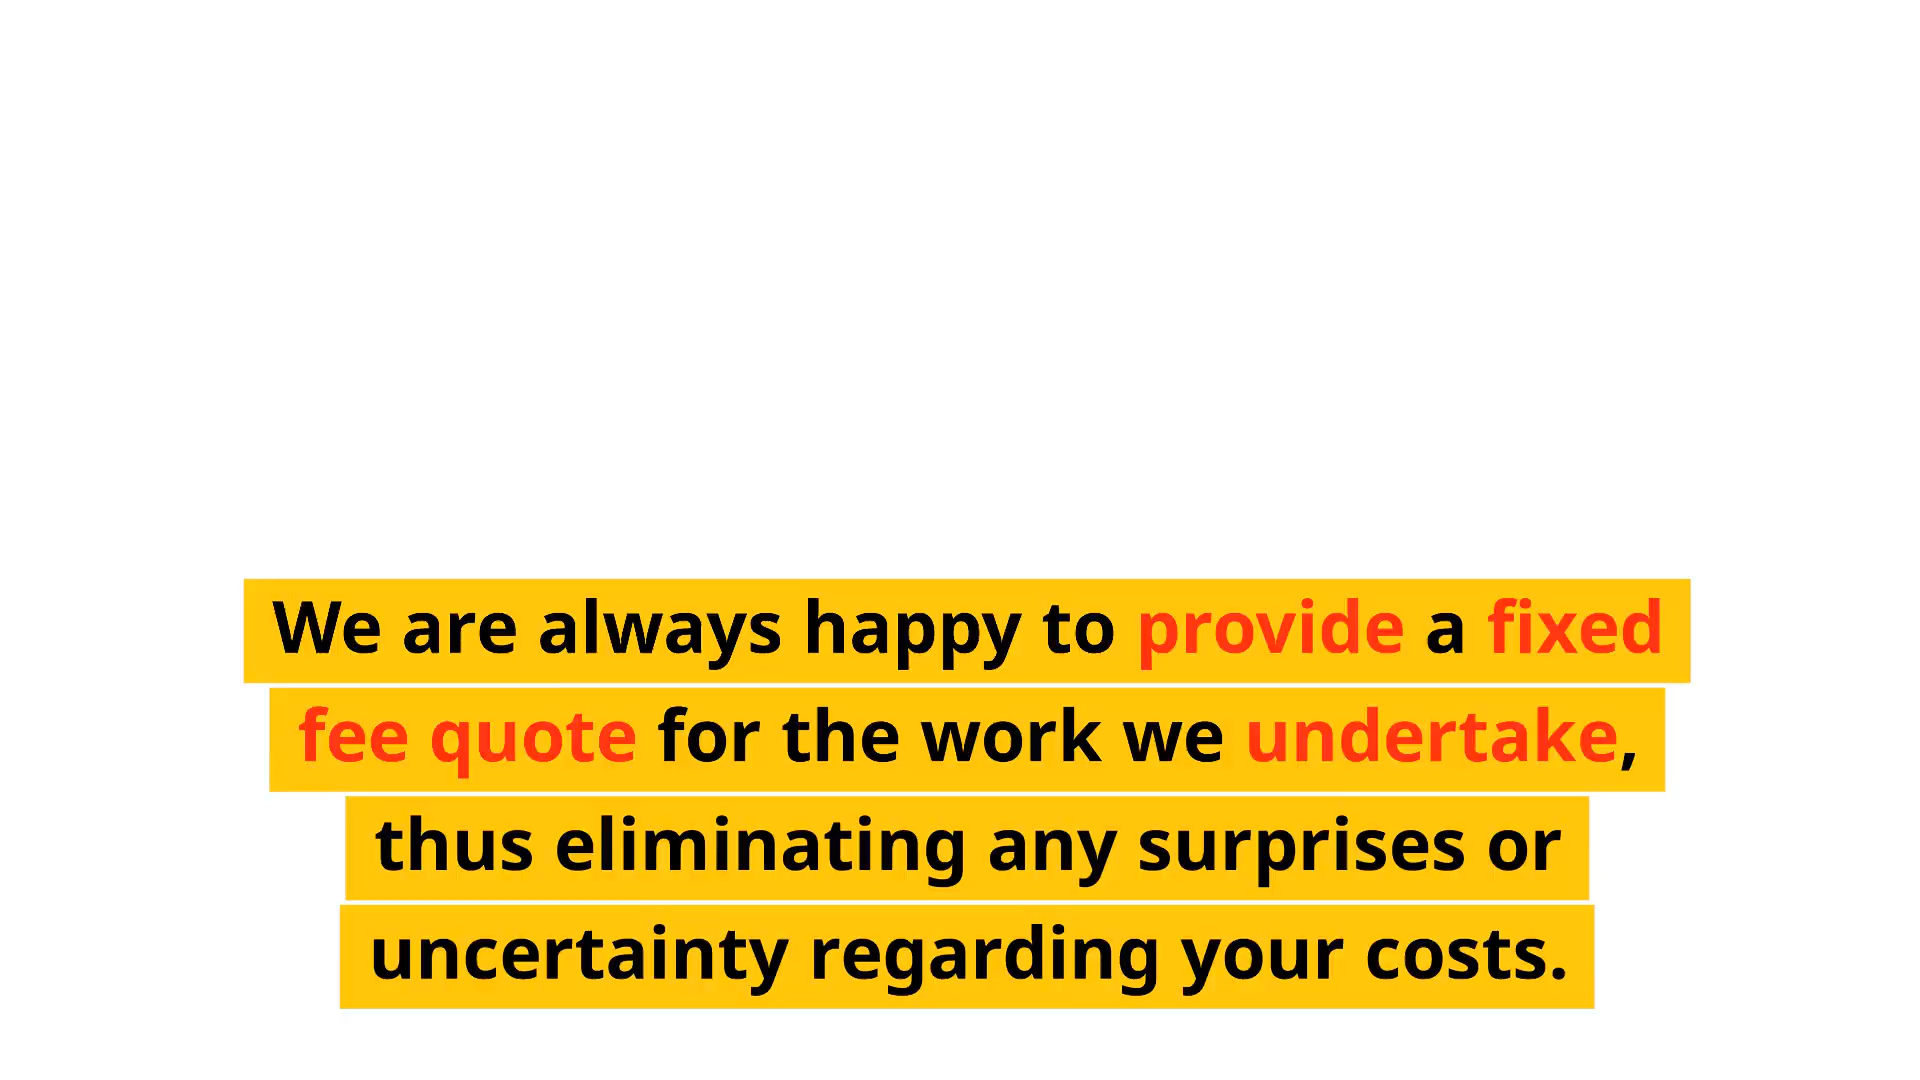 We are always happy to provide a fixed
fee quote for the work we undertake,
thus eliminating any surprises or
uncertainty regarding your costs.